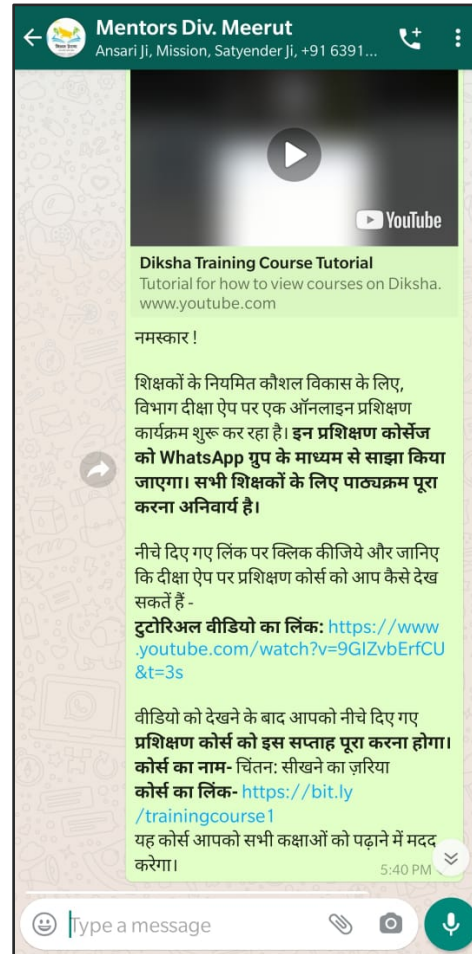 Mentors Div. Meerut
Ansari Ji, Mission, Satyender Ji, +91 6391...
YouTube
Diksha Training Course Tutorial
Tutorial for how to view courses on Diksha.
www.youtube.com
नमस्कार !
शिक्षकों के नियमित कौशल विकास के लिए,
विभाग दीक्षा ऐप पर एक ऑनलाइन प्रशिक्षण
कार्यक्रम शुरू कर रहा है। इन प्रशिक्षण कोर्सेज
को WhatsApp ग्रुप के माध्यम से साझा किया
जाएगा। सभी शिक्षकों के लिए पाठ्यक्रम पूरा
करना अनिवार्य है।
नीचे दिए गए लिंक पर क्लिक कीजिये और जानिए
कि दीक्षा ऐप पर प्रशिक्षण कोर्स को आप कैसे देख
सकतें हैं -
टुटोरिअल वीडियो का लिंक: https://www
.youtube.com/watch?v=9GIZvbErfCU
&t=3s
वीडियो को देखने के बाद आपको नीचे दिए गए
प्रशिक्षण कोर्स को इस सप्ताह पूरा करना होगा।
कोर्स का नाम- चिंतन: सीखने का ज़रिया
कोर्स का लिंक- https://bit.ly
/trainingcourse1
यह कोर्स आपको सभी कक्षाओं को पढ़ाने में मदद
करेगा।
5:40 PM
Type a message